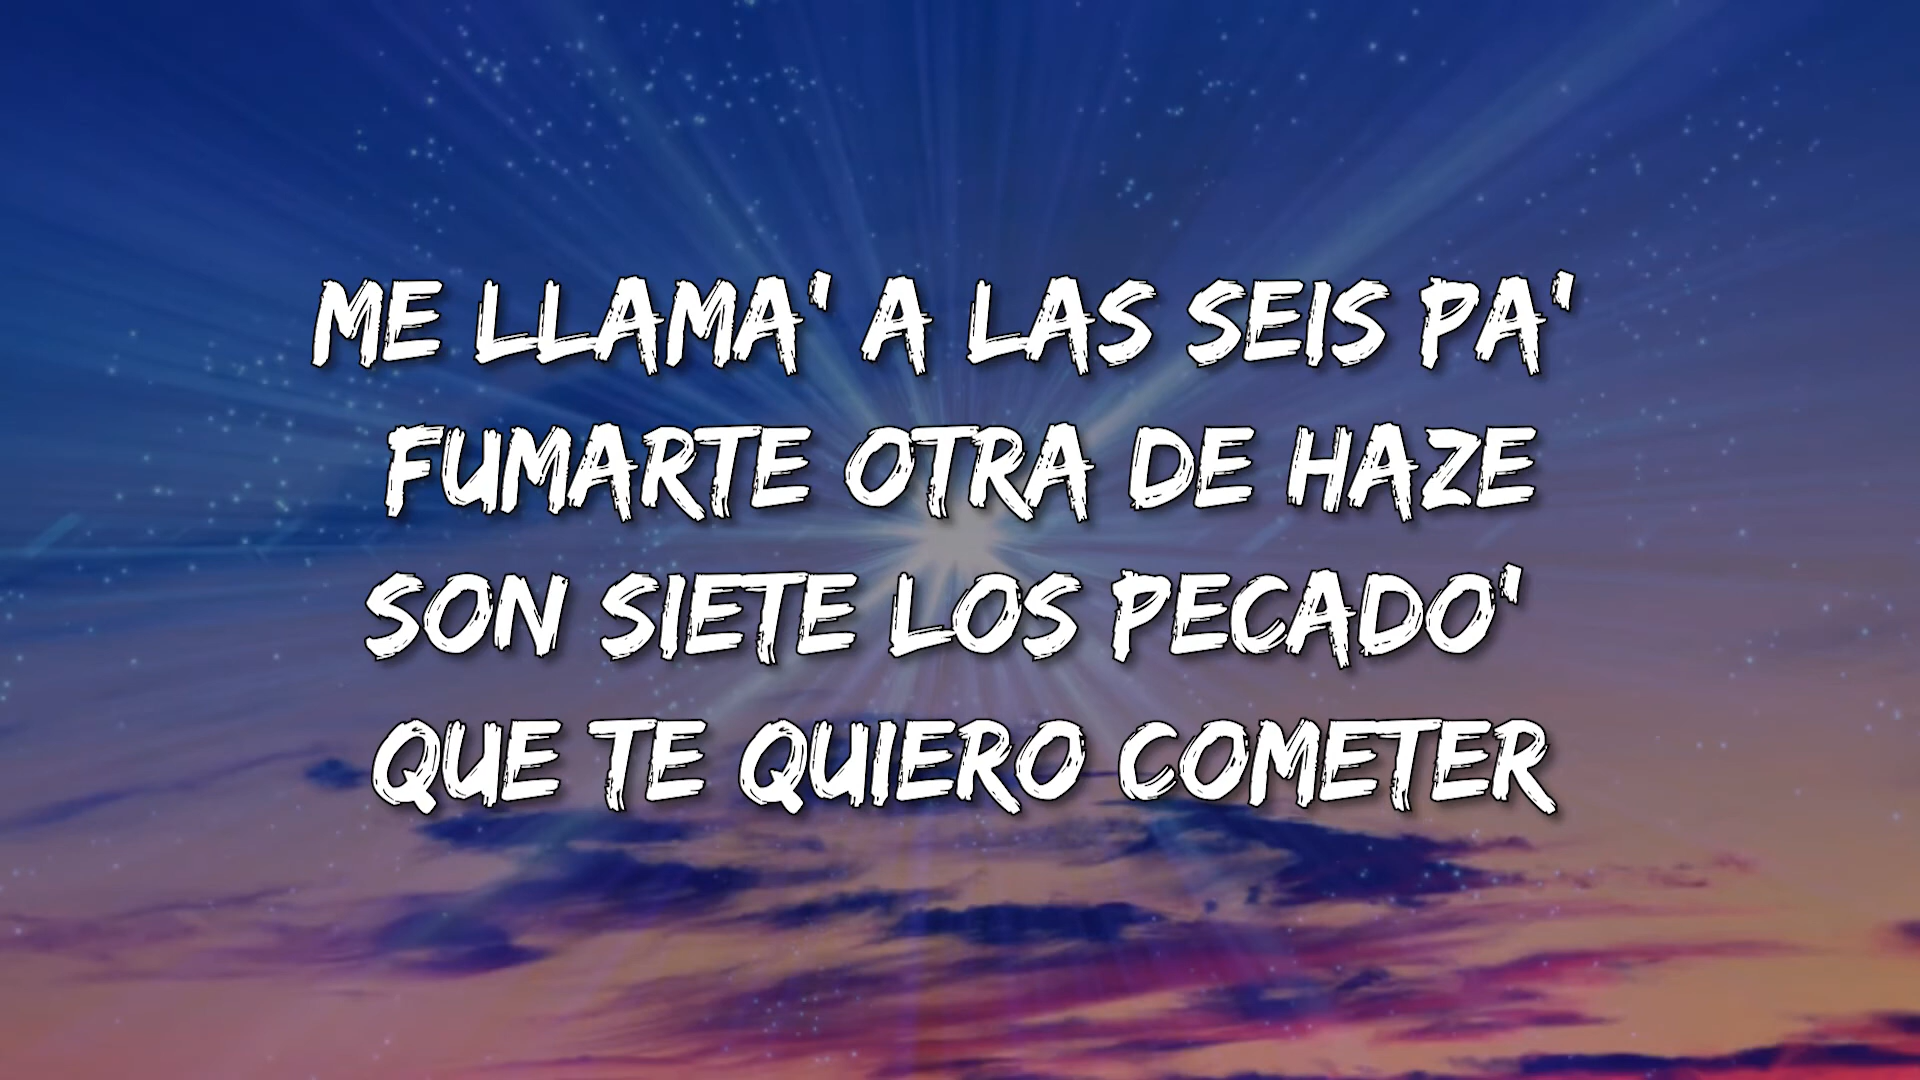 ME LLAMA' A LAS SEIS PA'
FUMARTE OTRA DE HAZE
SON SIETE LOS PECADO'
QUE TE QUIERO COMETER